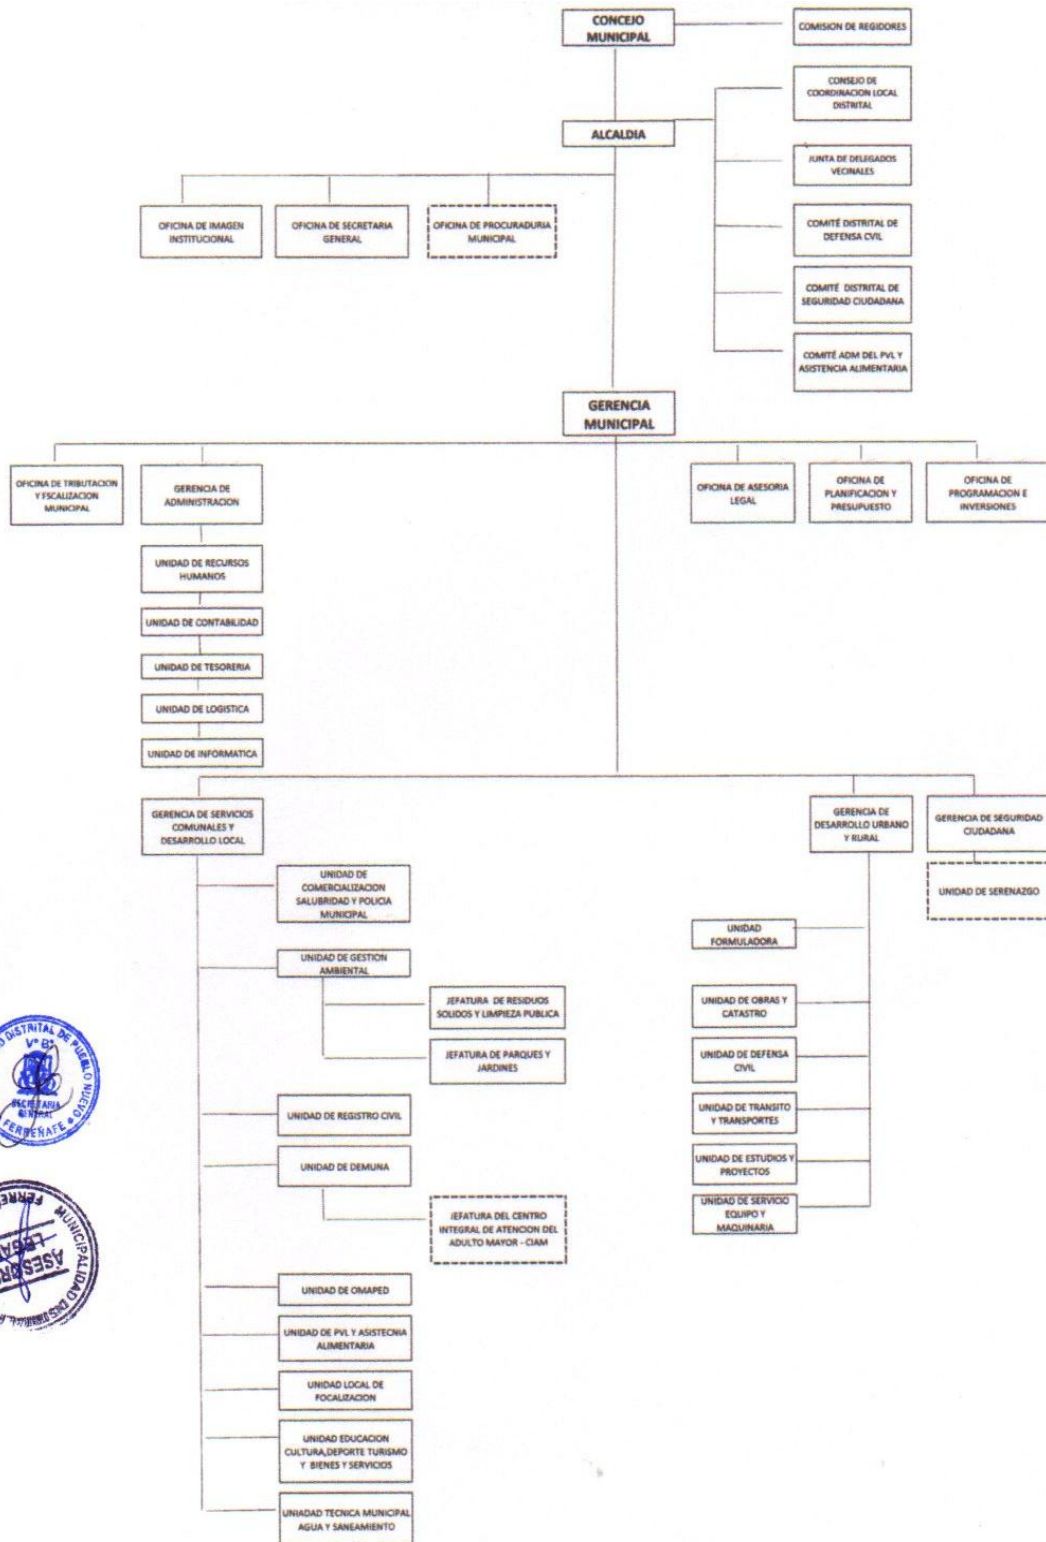 CONCEJO
MUNICIPAL
COMISION DE REGIDORES
CONSEJO DE
COORDINACION LOCAL
DISTRITAL
ALCALDIA
JUNTA DE DELEGADOS
VECINALES
OFICINA DE IMAGEN
INSTITUCIONAL
OFICINA DE SECRETARIA
GENERAL
OFICINA DE PROCURADURIA
MUNICIPAL
COMITÉ DISTRITAL DE
DEFENSA CVIL
COMITÉ DISTRITAL DE
SEGURIDAD CIUDADANA
COMITÉ ADM DEL PVL Y
ASISTENCIA ALIMENTARIA
GERENCIA
MUNICIPAL
OFICINA DE TRIBUTACION
Y FSCALIZACION
MUNICIPAL
GERENCIA DE
ADMINISTRACION
OFICINA DE ASESORIA
LEGAL
OFICINA DE
PLANIFICACION Y
PRESUPUESTO
OFICINA DE
PROGRAMACION E
INVERSIONES
UNIDAD DE RECURSOS
HUMANOS
UNIDAD DE CONTABILIDAD
UNIDAD DE TESORERIA
UNIDAD DE LOGISTICA
UNIDAD DE INFORMATICA
GERENCIA DE SERVICIOS
COMUNALES Y
DESARROLLO LOCAL
GERENCIA DE
DESARROLLO URBANO
Y RURAL
GERENCIA DE SEGURIDAD
CIUDADANA
UNIDAD DE SERENAZGO
UNIDAD DE
COMERCIALIZACION
SALUBRIDAD Y POLICIA
MUNICIPAL
UNIDAD DE GESTION
AMBIENTAL
JEFATURA DE RESIDUOS
SOLIDOS Y LIMPIEZA PUBLICA
JEFATURA DE PARQUES Y
JARDINES
UNIDAD DE REGISTRO CIVIL
UNIDAD DE DEMUNA
JEFATURA DEL CENTRO
INTEGRAL DE ATENCION DEL
ADULTO MAYOR - CIAM
UNIDAD DE OMAPED
UNIDAD DE PVL Y ASISTECNIA
ALIMENTARIA
UNIDAD LOCAL DE
FOCALIZACION
UNIDAD EDUCACION
CULTURA,DEPORTE TURISMO
Y BIENES Y SERVICIOS
UNIADAD TECNICA MUNICIPAL
AGUA Y SANEAMIENTO
UNIDAD
FORMULADORA
UNIDAD DE OBRAS Y
CATASTRO
UNIDAD DE DEFENSA
CIVIL
UNIDAD DE TRANSITO
Y TRANSPORTES
UNIDAD DE ESTUDIOS Y
PROYECTOS
UNIDAD DE SERVICIO
EQUIPO Y
MAQUINARIA
DISTRITAL DE PUEBLO NUEVO
V° B°
SECRETARIA
GENERAL
FERREÑAFE
MUNICIPALIDAD
LEGAL